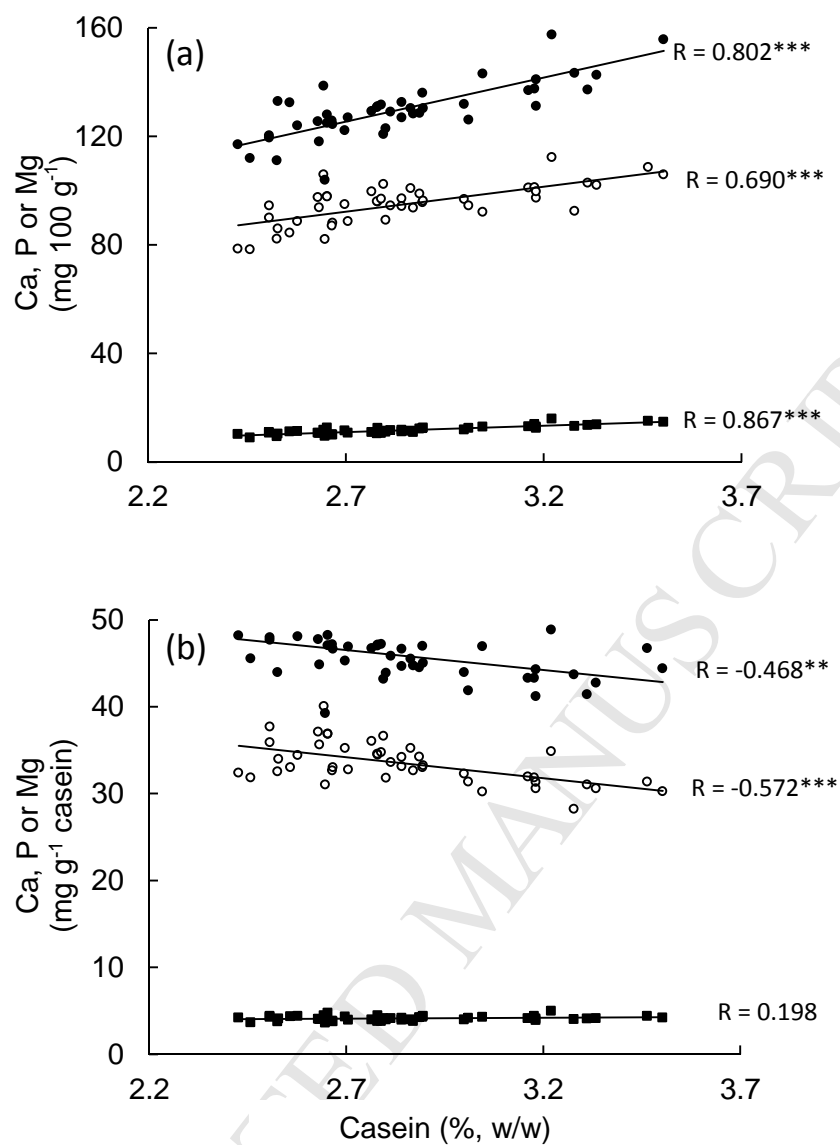 160
120
80
40
0
Ca, P or Mg
(mg 100 g⁻¹)
(a)
R = 0.802***
R = 0.690***
R = 0.867***
2.2 2.7 3.2 3.7
50
40
30
20
10
0
Ca, P or Mg
(mg g⁻¹ casein)
(b)
R = -0.468**
R = -0.572***
R = 0.198
2.2 2.7 3.2 3.7
Casein (%, w/w)
TED MANUSCRIPT